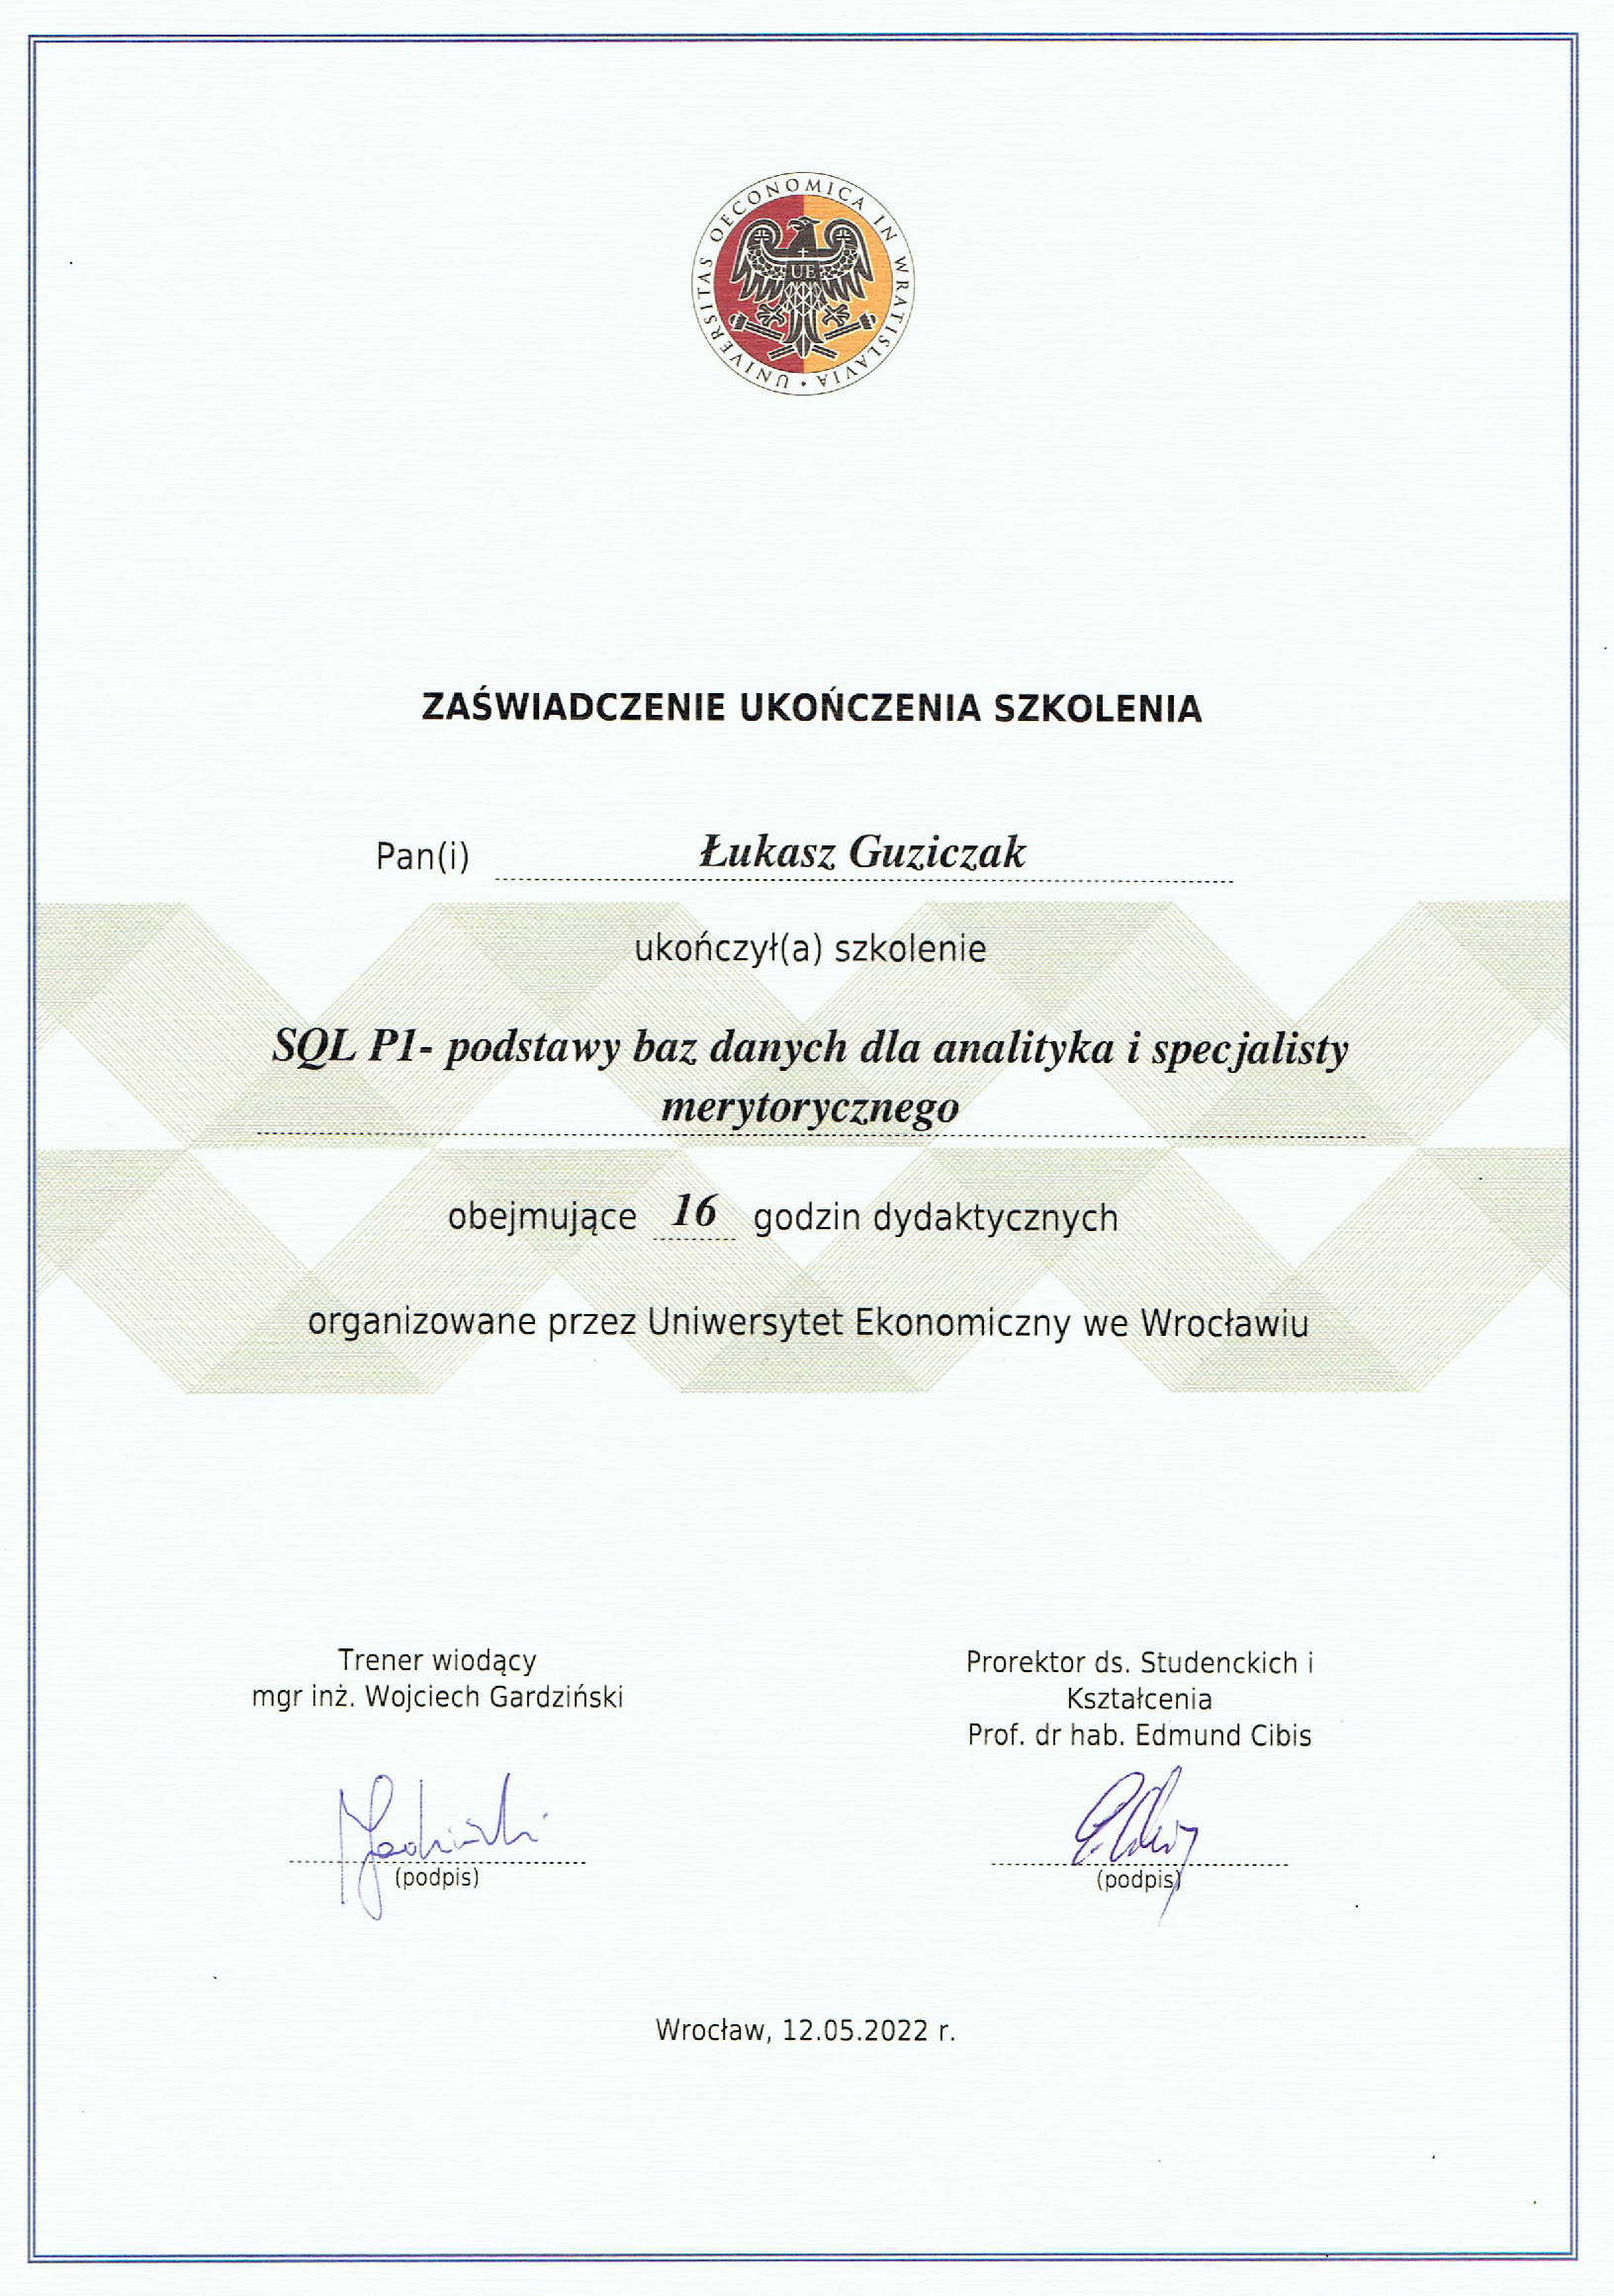 UNIVERSITAS OECONOMICA IN WRATISLAVIA
UE
ZAŚWIADCZENIE UKOŃCZENIA SZKOLENIA
Pan(i) Łukasz Guziczak
ukończył(a) szkolenie
SQL P1- podstawy baz danych dla analityka i specjalisty
merytorycznego
obejmujące 16 godzin dydaktycznych
organizowane przez Uniwersytet Ekonomiczny we Wrocławiu
Trener wiodący
mgr inż. Wojciech Gardziński
(podpis)
Prorektor ds. Studenckich i
Kształcenia
Prof. dr hab. Edmund Cibis
(podpis)
Wrocław, 12.05.2022 r.